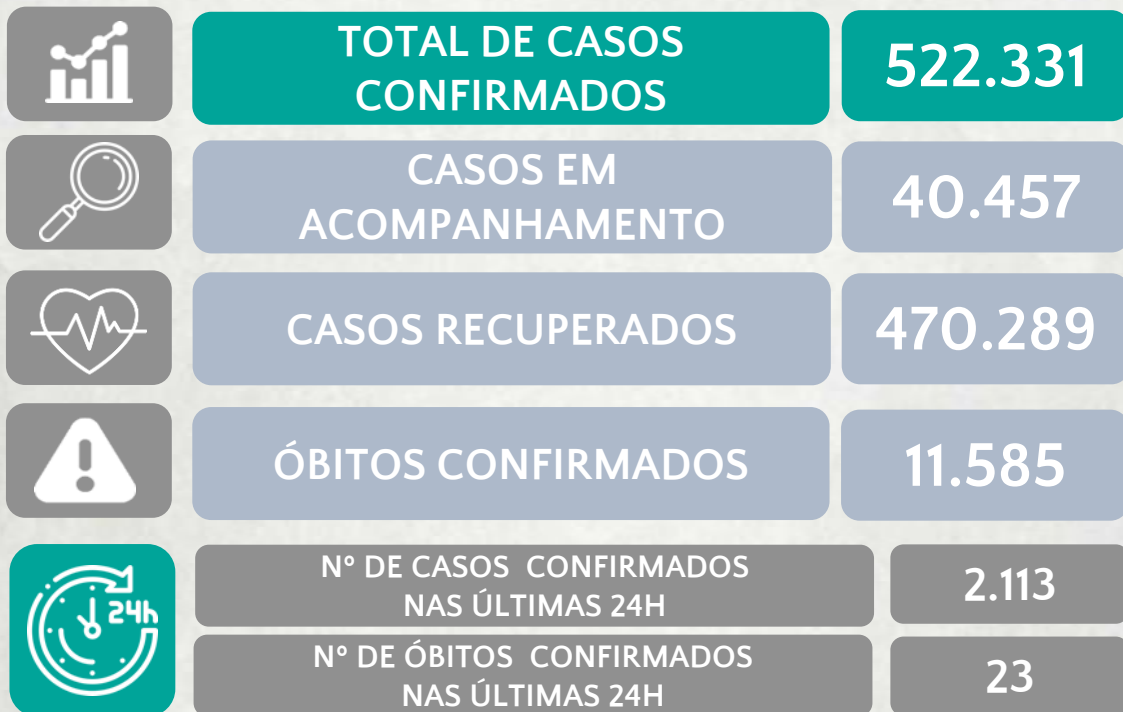 TOTAL DE CASOS
CONFIRMADOS
522.331
CASOS EM
ACOMPANHAMENTO
40.457
CASOS RECUPERADOS
470.289
ÓBITOS CONFIRMADOS
11.585
24h
Nº DE CASOS CONFIRMADOS
NAS ÚLTIMAS 24H
2.113
Nº DE ÓBITOS CONFIRMADOS
NAS ÚLTIMAS 24H
23